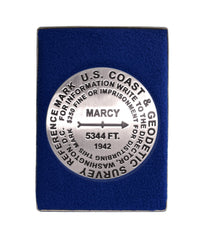 U.S. COAST & GEODETIC SURVEY REFERENCE MARK
FOR INFORMATION WRITE TO THE DIRECTOR, WASHINGTON, D.C.
$250 FINE OR IMPRISONMENT FOR DISTURBING THIS MARK.
MARCY
5344 FT.
1942